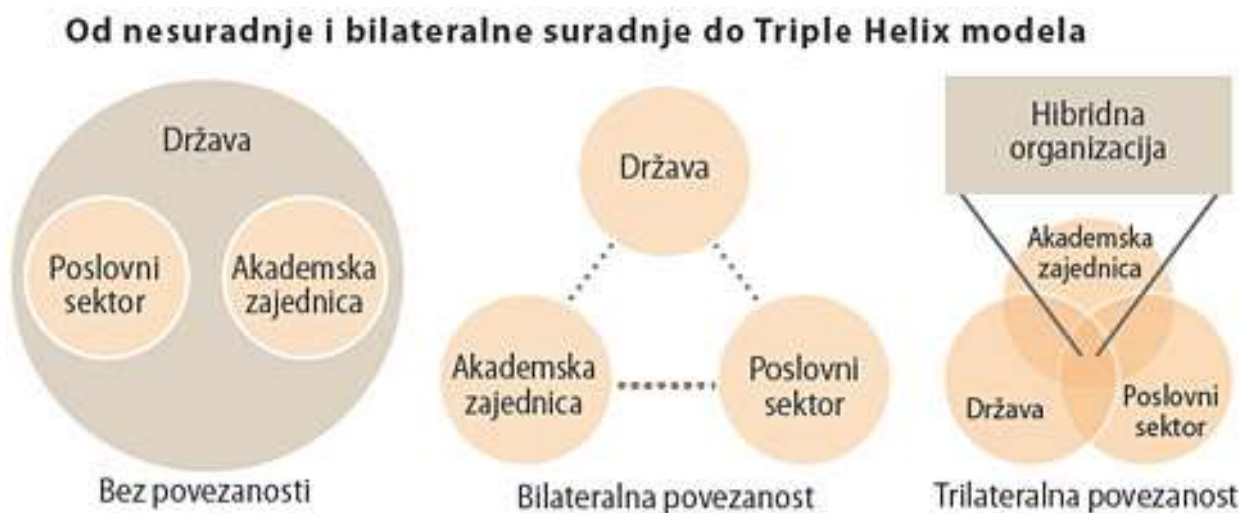 Od nesuradnje i bilateralne suradnje do Triple Helix modela
Država
Poslovni
sektor
Akademska
zajednica
Bez povezanosti
Država
Akademska
zajednica
Poslovni
sektor
Bilateralna povezanost
Hibridna
organizacija
Akademska
zajednica
Država
Poslovni
sektor
Trilateralna povezanost